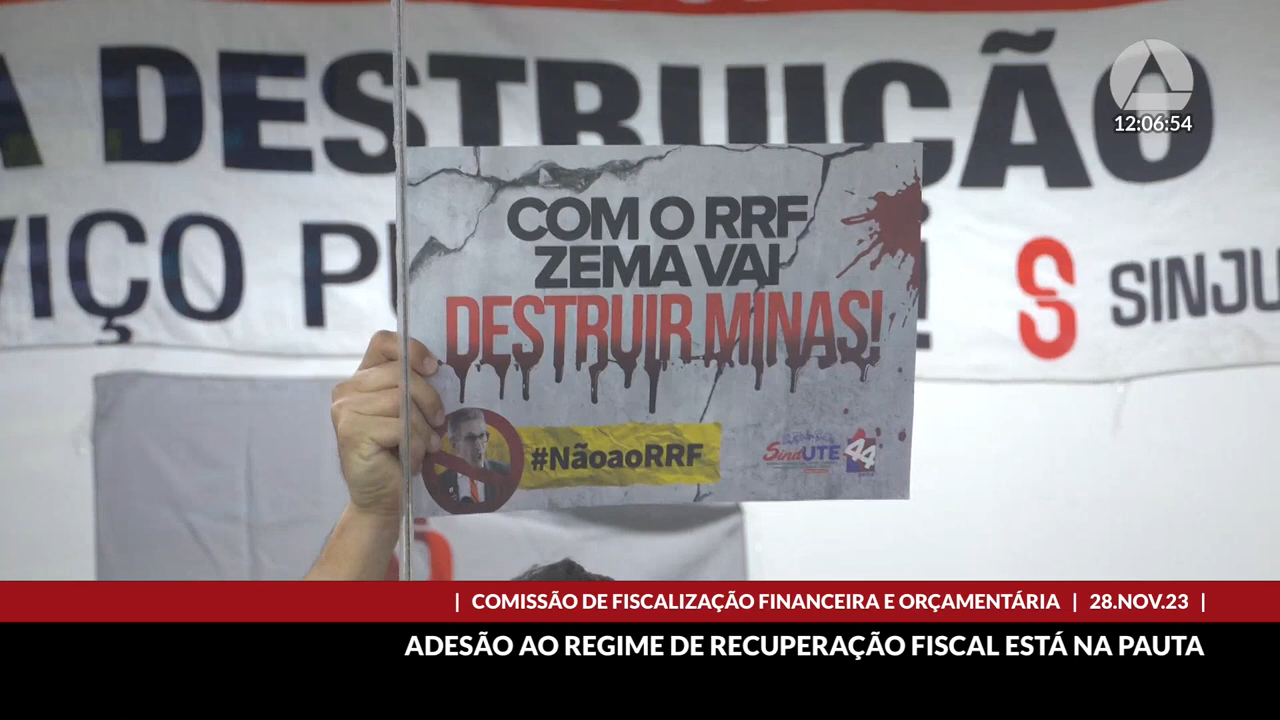 A DESTRUIÇÃO
12:06:54
COM O RRF
ZEMA VAI
DESTRUIR MINAS!
#NãoaoRRF
SindUTE
44
SINJU
| COMISSÃO DE FISCALIZAÇÃO FINANCEIRA E ORÇAMENTÁRIA | 28.NOV.23 |
ADESÃO AO REGIME DE RECUPERAÇÃO FISCAL ESTÁ NA PAUTA